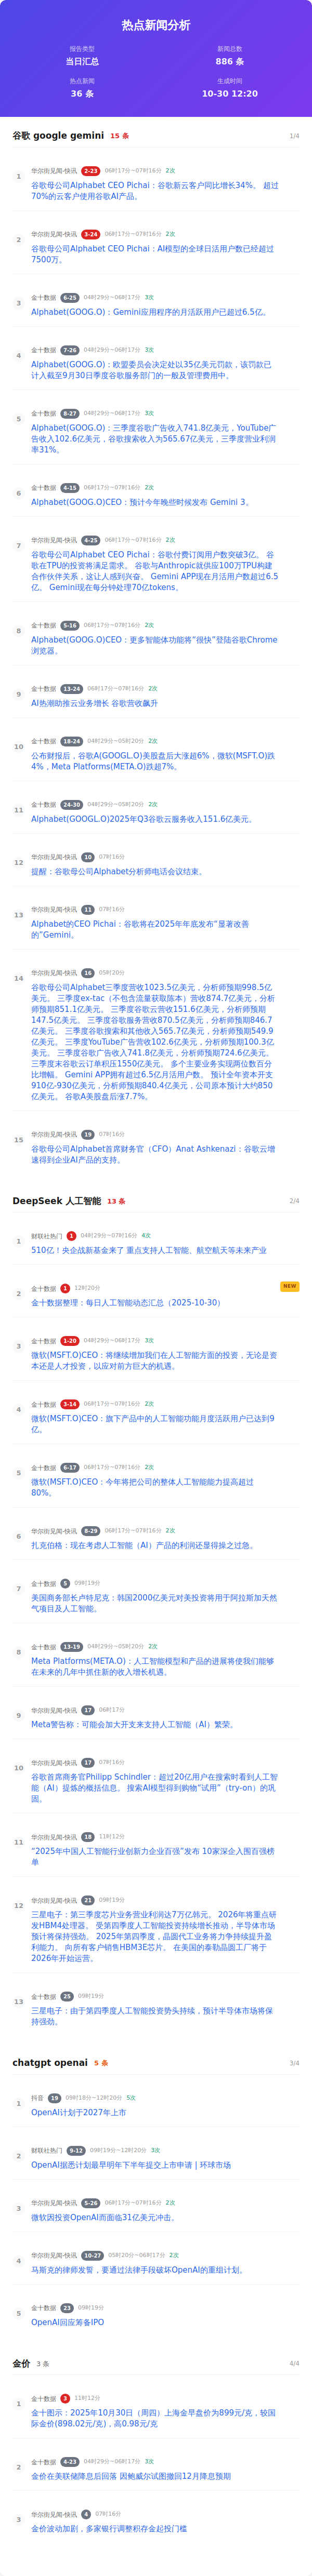 热点新闻分析
报告类型
当日汇总
新闻总数
886 条
热点新闻
36 条
生成时间
10-30 12:20
谷歌 google gemini 15 条 1/4
1
华尔街见闻-快讯 2-23 06时17分~07时16分 2次
谷歌母公司Alphabet CEO Pichai：谷歌新云客户同比增长34%。 超过
70%的云客户使用谷歌AI产品。
2
华尔街见闻-快讯 3-24 06时17分~07时16分 2次
谷歌母公司Alphabet CEO Pichai：AI模型的全球日活用户数已经超过
7500万。
3
金十数据 6-25 04时29分~06时17分 3次
Alphabet(GOOG.O)：Gemini应用程序的月活跃用户已超过6.5亿。
4
金十数据 7-26 04时29分~06时17分 3次
Alphabet(GOOG.O)：欧盟委员会决定处以35亿美元罚款，该罚款已
计入截至9月30日季度谷歌服务部门的一般及管理费用中。
5
金十数据 8-27 04时29分~06时17分 3次
Alphabet(GOOG.O)：三季度谷歌广告收入741.8亿美元，YouTube广
告收入102.6亿美元，谷歌搜索收入为565.67亿美元，三季度营业利润
率31%。
6
金十数据 4-15 06时17分~07时16分 2次
Alphabet(GOOG.O)CEO：预计今年晚些时候发布 Gemini 3。
7
华尔街见闻-快讯 4-25 06时17分~07时16分 2次
谷歌母公司Alphabet CEO Pichai：谷歌付费订阅用户数突破3亿。 谷
歌在TPU的投资将满足需求。 谷歌与Anthropic就供应100万TPU构建
合作伙伴关系，这让人感到兴奋。 Gemini APP现在月活用户数超过6.5
亿。 Gemini现在每分钟处理70亿tokens。
8
金十数据 5-16 06时17分~07时16分 2次
Alphabet(GOOG.O)CEO：更多智能体功能将“很快”登陆谷歌Chrome
浏览器。
9
金十数据 13-24 06时17分~07时16分 2次
AI热潮助推云业务增长 谷歌营收飙升
10
金十数据 18-24 04时29分~05时20分 2次
公布财报后，谷歌A(GOOGL.O)美股盘后大涨超6%，微软(MSFT.O)跌
4%，Meta Platforms(META.O)跌超7%。
11
金十数据 24-30 04时29分~05时20分 2次
Alphabet(GOOGL.O)2025年Q3谷歌云服务收入151.6亿美元。
12
华尔街见闻-快讯 10 07时16分
提醒：谷歌母公司Alphabet分析师电话会议结束。
13
华尔街见闻-快讯 11 07时16分
Alphabet的CEO Pichai：谷歌将在2025年年底发布“显著改善
的”Gemini。
14
华尔街见闻-快讯 16 05时20分
谷歌母公司Alphabet三季度营收1023.5亿美元，分析师预期998.5亿
美元。 三季度ex-tac（不包含流量获取陈本）营收874.7亿美元，分析
师预期851.1亿美元。 三季度谷歌云营收151.6亿美元，分析师预期
147.5亿美元。 三季度谷歌服务营收870.5亿美元，分析师预期846.7
亿美元。 三季度谷歌搜索和其他收入565.7亿美元，分析师预期549.9
亿美元。 三季度YouTube广告营收102.6亿美元，分析师预期100.3亿
美元。 三季度谷歌广告收入741.8亿美元，分析师预期724.6亿美元。
三季度末谷歌云订单积压1550亿美元。 多个主要业务实现两位数百分
比增幅。 Gemini APP拥有超过6.5亿月活用户数。 预计全年资本开支
910亿-930亿美元，分析师预期840.4亿美元，公司原本预计大约850
亿美元。 谷歌A美股盘后涨7.7%。
15
华尔街见闻-快讯 19 07时16分
谷歌母公司Alphabet首席财务官（CFO）Anat Ashkenazi：谷歌云增
速得到企业AI产品的支持。
DeepSeek 人工智能 13 条 2/4
1
财联社热门 1 04时29分~07时16分 4次
510亿！央企战新基金来了 重点支持人工智能、航空航天等未来产业
2
金十数据 1 12时20分 NEW
金十数据整理：每日人工智能动态汇总（2025-10-30）
3
金十数据 1-20 04时29分~06时17分 3次
微软(MSFT.O)CEO：将继续增加我们在人工智能方面的投资，无论是资
本还是人才投资，以应对前方巨大的机遇。
4
金十数据 3-14 06时17分~07时16分 2次
微软(MSFT.O)CEO：旗下产品中的人工智能功能月度活跃用户已达到9
亿。
5
金十数据 6-17 06时17分~07时16分 2次
微软(MSFT.O)CEO：今年将把公司的整体人工智能能力提高超过
80%。
6
华尔街见闻-快讯 8-29 06时17分~07时16分 2次
扎克伯格：现在考虑人工智能（AI）产品的利润还显得操之过急。
7
金十数据 5 09时19分
美国商务部长卢特尼克：韩国2000亿美元对美投资将用于阿拉斯加天然
气项目及人工智能。
8
金十数据 13-19 04时29分~05时20分 2次
Meta Platforms(META.O)：人工智能模型和产品的进展将使我们能够
在未来的几年中抓住新的收入增长机遇。
9
华尔街见闻-快讯 17 06时17分
Meta警告称：可能会加大开支来支持人工智能（AI）繁荣。
10
华尔街见闻-快讯 17 07时16分
谷歌首席商务官Philipp Schindler：超过20亿用户在搜索时看到人工智
能（AI）提炼的概括信息。 搜索AI模型得到购物“试用”（try-on）的巩
固。
11
华尔街见闻-快讯 18 11时12分
“2025年中国人工智能行业创新力企业百强”发布 10家深企入围百强榜
单
12
华尔街见闻-快讯 21 09时19分
三星电子：第三季度芯片业务营业利润达7万亿韩元。 2026年将重点研
发HBM4处理器。 受第四季度人工智能投资持续增长推动，半导体市场
预计将保持强劲。 2025年第四季度，晶圆代工业务将力争持续提升盈
利能力。 向所有客户销售HBM3E芯片。 在美国的泰勒晶圆工厂将于
2026年开始运营。
13
金十数据 25 09时19分
三星电子：由于第四季度人工智能投资势头持续，预计半导体市场将保
持强劲。
chatgpt openai 5 条 3/4
1
抖音 19 09时18分~12时20分 5次
OpenAI计划于2027年上市
2
财联社热门 9-12 09时19分~12时20分 3次
OpenAI据悉计划最早明年下半年提交上市申请 | 环球市场
3
华尔街见闻-快讯 5-26 06时17分~07时16分 2次
微软因投资OpenAI而面临31亿美元冲击。
4
华尔街见闻-快讯 10-27 05时20分~06时17分 2次
马斯克的律师发誓，要通过法律手段破坏OpenAI的重组计划。
5
金十数据 23 09时19分
OpenAI回应筹备IPO
金价 3 条 4/4
1
金十数据 3 11时12分
金十图示：2025年10月30日（周四）上海金早盘价为899元/克，较国
际金价(898.02元/克)，高0.98元/克
2
金十数据 4-23 04时29分~06时17分 3次
金价在美联储降息后回落 因鲍威尔试图撤回12月降息预期
3
华尔街见闻-快讯 4 07时16分
金价波动加剧，多家银行调整积存金起投门槛